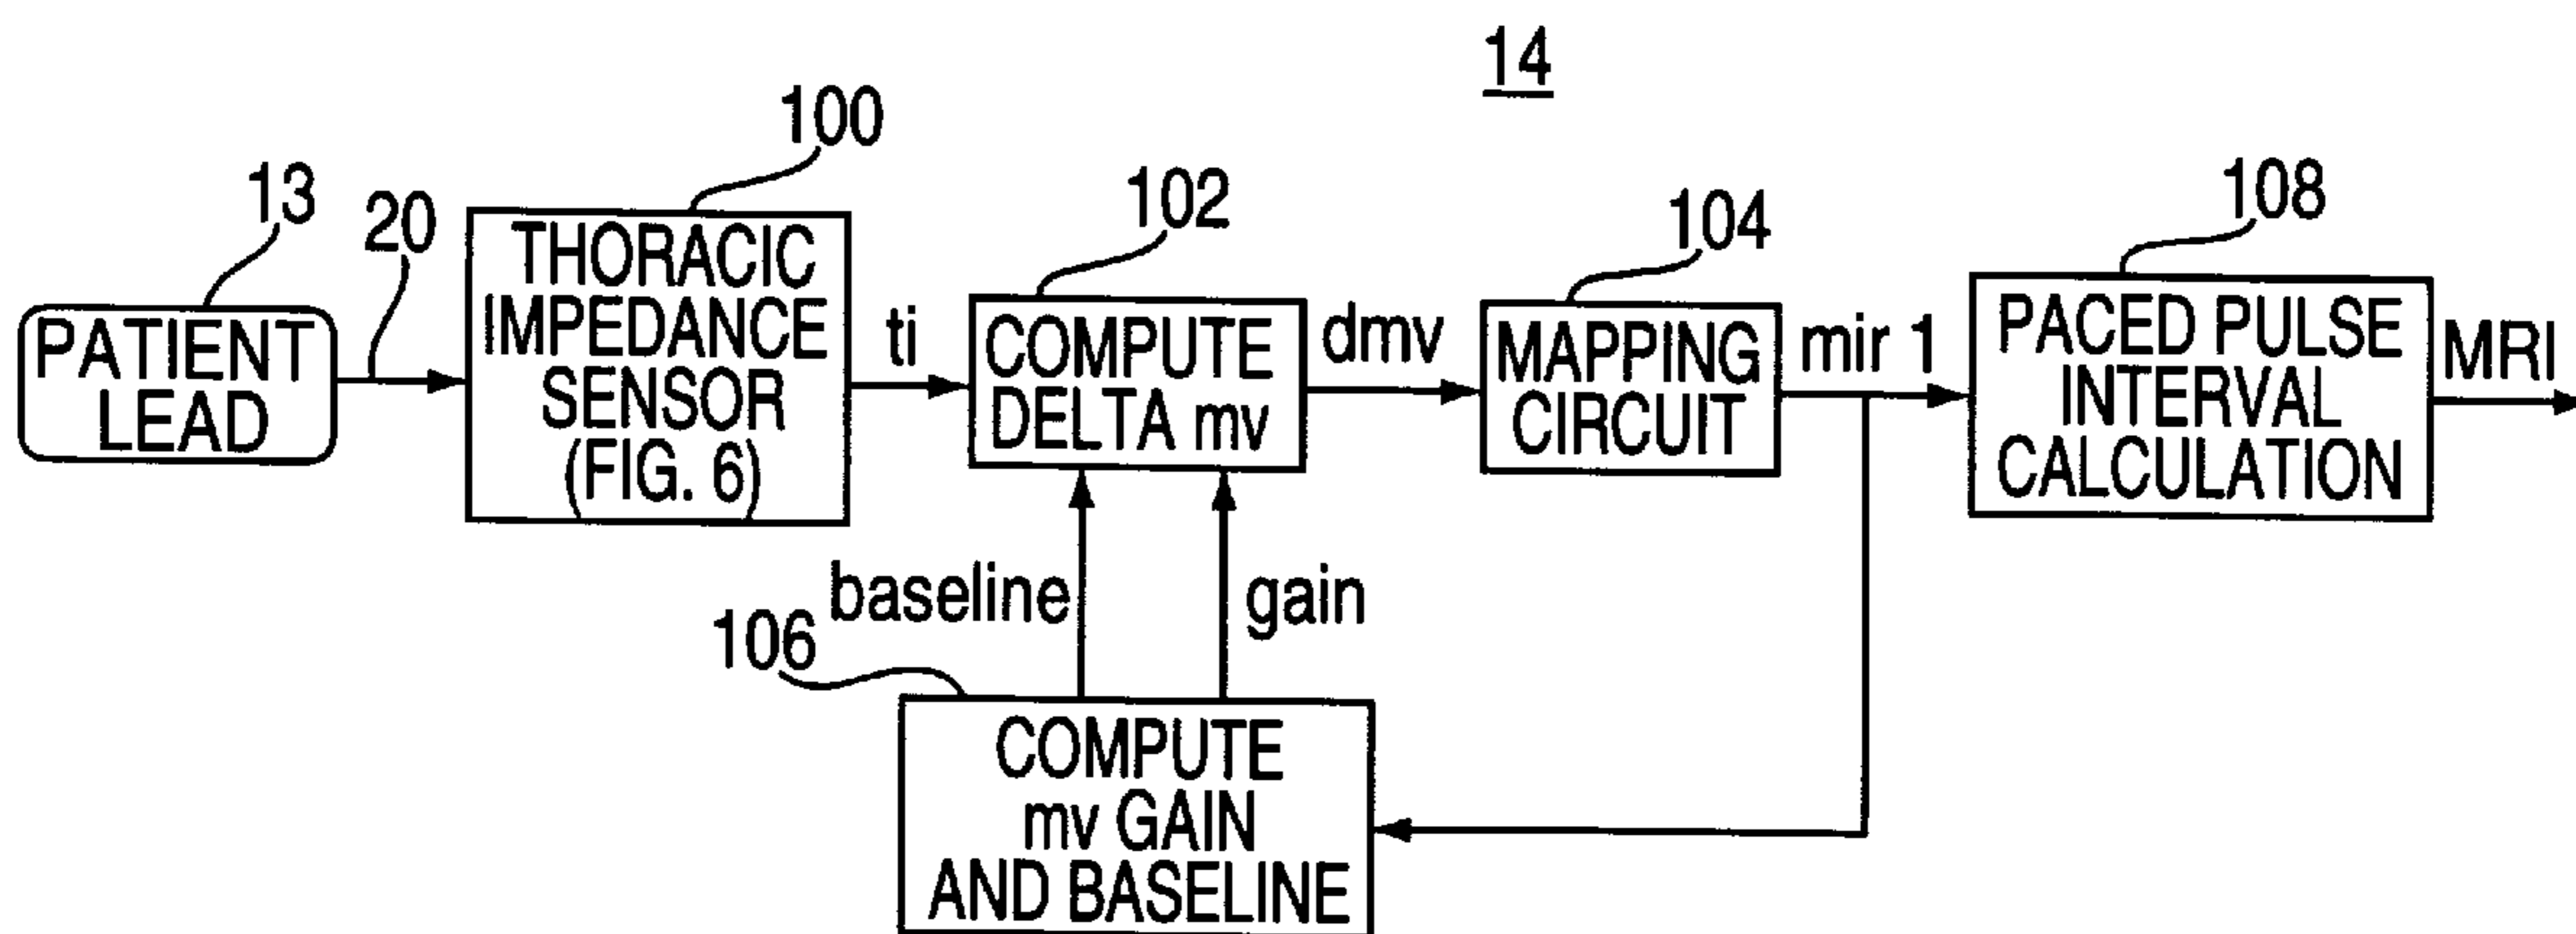 14
100
13
20
102
104
108
PATIENT
LEAD
THORACIC
IMPEDANCE
SENSOR
(FIG. 6)
ti
COMPUTE
DELTA mv
dmv
MAPPING
CIRCUIT
mir 1
PACED PULSE
INTERVAL
CALCULATION
MRI
baseline
gain
106
COMPUTE
mv GAIN
AND BASELINE